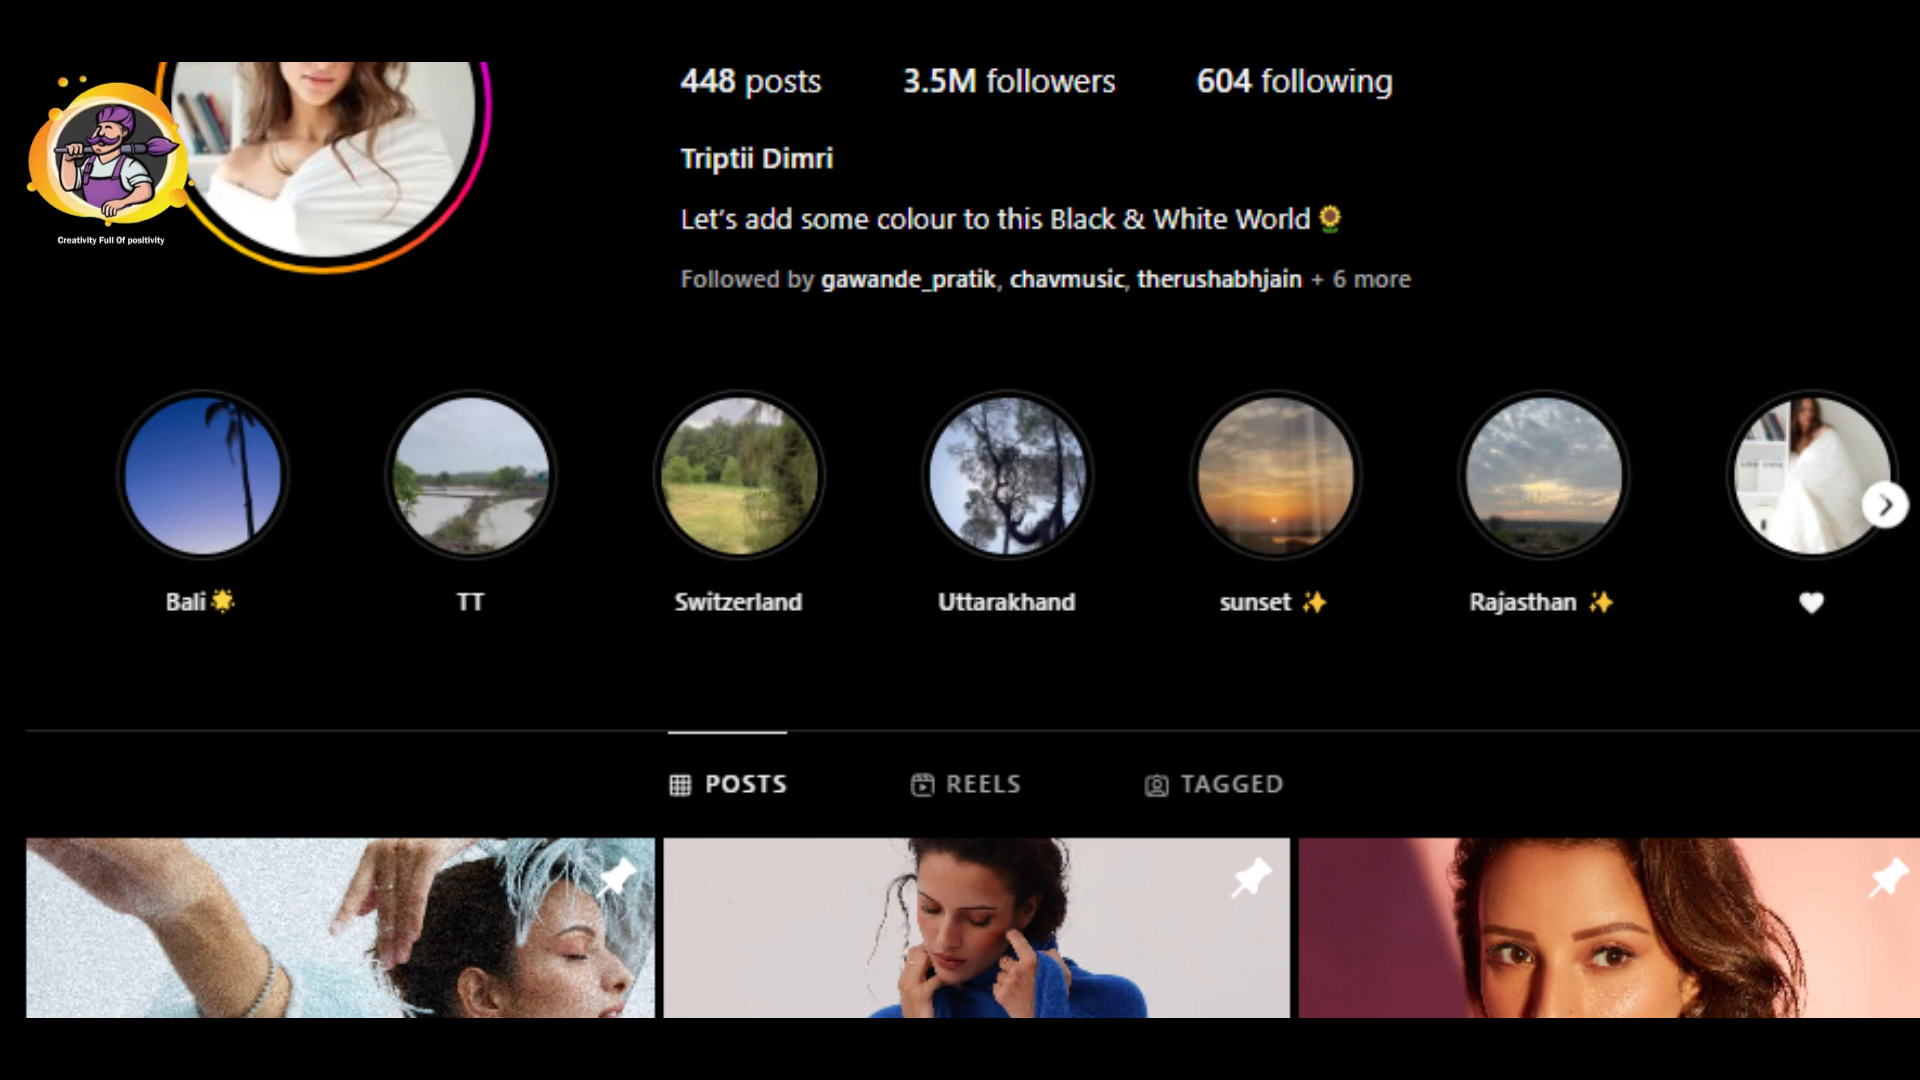 448 posts 3.5M followers 604 following
Triptii Dimri
Let's add some colour to this Black & White World🌻
Followed by gawande_pratik, chavmusic, therushabhjain + 6 more
Creativity Full Of positivity
Bali🌟 TT Switzerland Uttarakhand sunset ✨ Rajasthan ✨ 🤍
POSTS REELS TAGGED